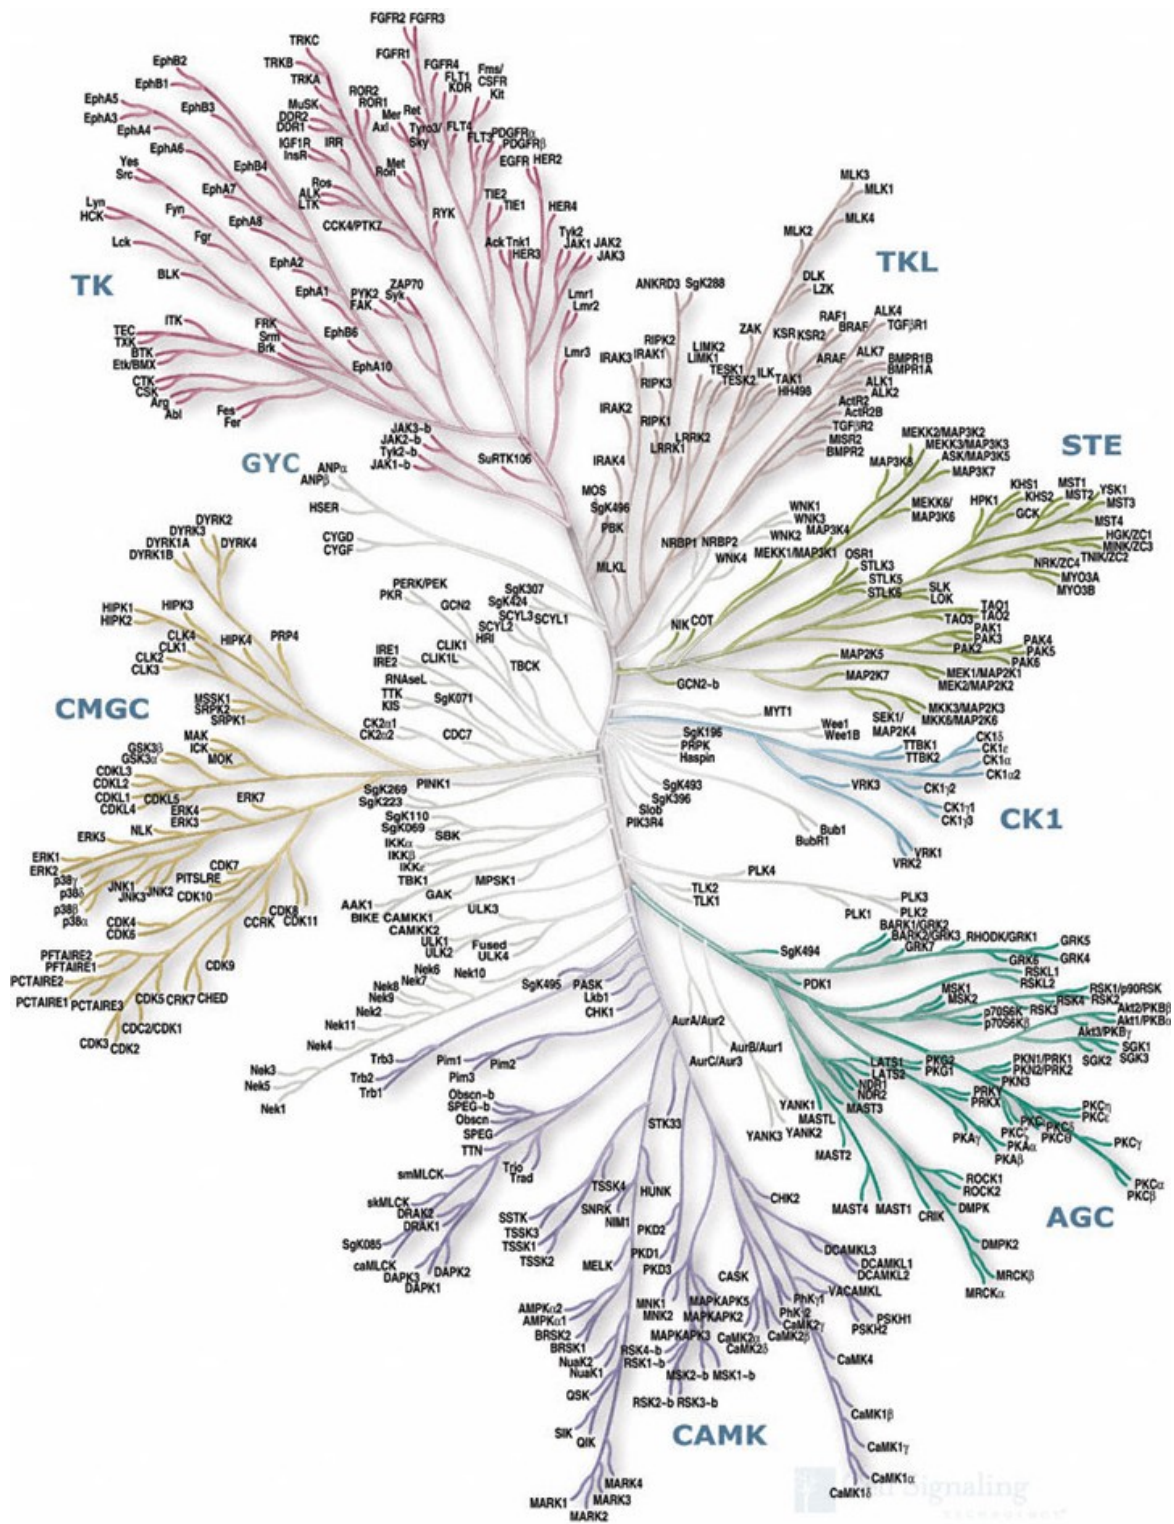 FGFR2 FGFR3
TRKC
FGFR1
TRKB
EphB2
FGFR4 Fms/
CSFR
FLT1
TRKA
KDR
Kit
EphB1
ROR2
ROR1
EphA5
MuSK
EphB3
Mer Ret
DDR2
EphA3
DDR1
Axl
Tyro3/
Sky
FLT4
EphA4
FLT3
PDGFRα
PDGFRβ
IGF1R
IRR
InsR
EphA6
Met
Ron
EGFR HER2
Yes
Src
EphB4
Ros
ALK
LTK
EphA7
TIE2
TIE1
Lyn
HCK
Fyn
RYK
HER4
EphA8
CCK4/PTK7
Tyk2
JAK1 JAK2
JAK3
Lck
Fgr
Ack Tnk1
HER3
EphA2
BLK
TK
EphA1
PYK2
FAK
ZAP70
Syk
Lmr1
Lmr2
ITK
FRK
Srm
Brk
EphB6
TEC
TXK
BTK
Etk/BMX
Lmr3
EphA10
CTK
CSK
Arg
Abl
Fes
Fer
JAK3~b
JAK2~b
Tyk2~b
JAK1~b
SuRTK106
MLK3
MLK1
MLK4
MLK2
TKL
DLK
LZK
ANKRD3 SgK288
ZAK
KSR
KSR2
RAF1
BRAF
ALK4
TGFβR1
RIPK2
IRAK3
IRAK1
LIMK2
LIMK1
ARAF
ALK7
BMPR1B
BMPR1A
TESK1
TESK2
ILK
TAK1
HH498
RIPK3
ALK1
ALK2
ActR2
ActR2B
IRAK2
RIPK1
TGFβR2
MISR2
BMPR2
LRRK2
LRRK1
IRAK4
MOS
SgK496
PBK
MLKL
NRBP1 NRBP2
WNK1
WNK3
WNK2
WNK4
STE
MEKK2/MAP3K2
MEKK3/MAP3K3
ASK/MAP3K5
MAP3K8
MAP3K7
MEKK6/
MAP3K6
MAP3K4
MEKK1/MAP3K1
KHS1
KHS2
HPK1
GCK
MST1
MST2
YSK1
MST3
MST4
HGK/ZC1
MINK/ZC3
TNIK/ZC2
NRK/ZC4
MYO3A
MYO3B
OSR1
STLK3
STLK5
STLK6
SLK
LOK
TAO1
TAO2
TAO3
PAK1
PAK3
PAK2
PAK4
PAK5
PAK6
NIK
COT
MAP2K5
MAP2K7
MEK1/MAP2K1
MEK2/MAP2K2
MKK3/MAP2K3
MKK6/MAP2K6
SEK1/
MAP2K4
GCN2~b
GYC
ANPα
ANPβ
HSER
CYGD
CYGF
DYRK2
DYRK3
DYRK1A
DYRK1B
DYRK4
PERK/PEK
PKR
GCN2
SgK307
SgK424
SCYL3
SCYL2
SCYL1
HRI
HIPK1
HIPK2
HIPK3
CLK4
CLK1
CLK2
CLK3
HIPK4
PRP4
CLIK1
CLIK1L
IRE1
IRE2
TBCK
RNAseL
TTK
KIS
SgK071
CMGC
MSSK1
SRPK2
SRPK1
CK2α1
CK2α2
CDC7
MAK
ICK
MOK
GSK3β
GSK3α
CDKL3
CDKL2
CDKL1
CDKL5
CDKL4
ERK7
ERK4
ERK3
NLK
ERK5
ERK1
ERK2
p38γ
p38δ
p38β
p38α
JNK1
JNK3
JNK2
PITSLRE
CDK7
CDK10
CDK4
CDK6
CCRK
CDK8
CDK11
PFTAIRE2
PFTAIRE1
PCTAIRE2
PCTAIRE1
PCTAIRE3
CDK9
CDK5
CRK7
CHED
CDC2/CDK1
CDK3
CDK2
PINK1
SgK269
SgK223
SgK110
SgK069
SBK
IKKα
IKKβ
IKKε
TBK1
MPSK1
GAK
AAK1
BIKE
CAMKK1
CAMKK2
ULK3
ULK1
ULK2
Fused
ULK4
Nek6
Nek7
Nek10
Nek8
Nek9
Nek2
Nek11
Nek4
Nek3
Nek5
Nek1
MYT1
Wee1
Wee1B
SgK196
PRPK
Haspin
SgK493
SgK396
Slob
PIK3R4
Bub1
BubR1
TTBK1
TTBK2
CK1δ
CK1ε
CK1α
CK1α2
VRK3
CK1γ2
CK1γ1
CK1γ3
CK1
VRK1
VRK2
PLK4
TLK2
TLK1
PLK3
PLK1
PLK2
SgK494
PDK1
BARK1/GRK2
BARK2/GRK3
GRK7
RHODK/GRK1
GRK5
GRK6
GRK4
RSKL1
RSKL2
MSK1
MSK2
RSK1/p90RSK
RSK4
RSK2
RSK3
p70S6K
p70S6Kβ
Akt2/PKBβ
Akt1/PKBα
Akt3/PKBγ
SGK1
SGK2
SGK3
LATS1
LATS2
NDR1
NDR2
PKG2
PKG1
PKN1/PRK1
PKN2/PRK2
PKN3
PRKY
PRKX
PKCη
PKCε
PKCδ
PKCθ
PKCγ
PKCα
PKCβ
PKAγ
PKAα
PKAβ
YANK1
MASTL
MAST3
YANK3
YANK2
MAST2
MAST4
MAST1
ROCK1
ROCK2
DMPK
CRIK
DMPK2
MRCKβ
MRCKα
AGC
AurA/Aur2
AurB/Aur1
AurC/Aur3
SgK495
PASK
Lkb1
CHK1
Trb3
Trb2
Trb1
Pim1
Pim2
Pim3
Obscn~b
SPEG~b
Obscn
SPEG
TTN
smMLCK
Trio
Trad
skMLCK
DRAK2
DRAK1
SgK085
caMLCK
DAPK3
DAPK2
DAPK1
STK33
TSSK4
HUNK
SNRK
NIM1
SSTK
TSSK3
TSSK1
TSSK2
PKD2
PKD1
PKD3
MELK
CHK2
DCAMKL3
DCAMKL1
DCAMKL2
CASK
VACAMKL
PhKγ1
PhKγ2
PSKH1
PSKH2
MNK1
MNK2
MAPKAPK5
MAPKAPK2
MAPKAPK3
CaMK2γ
CaMK2α
CaMK2β
CaMK2δ
AMPKα2
AMPKα1
BRSK2
BRSK1
NuaK2
NuaK1
RSK4~b
RSK1~b
MSK2~b
MSK1~b
RSK2~b RSK3~b
QSK
SIK
QIK
CaMK4
CaMK1β
CaMK1γ
CaMK1α
CaMK1δ
CAMK
MARK4
MARK1
MARK3
MARK2
Signaling